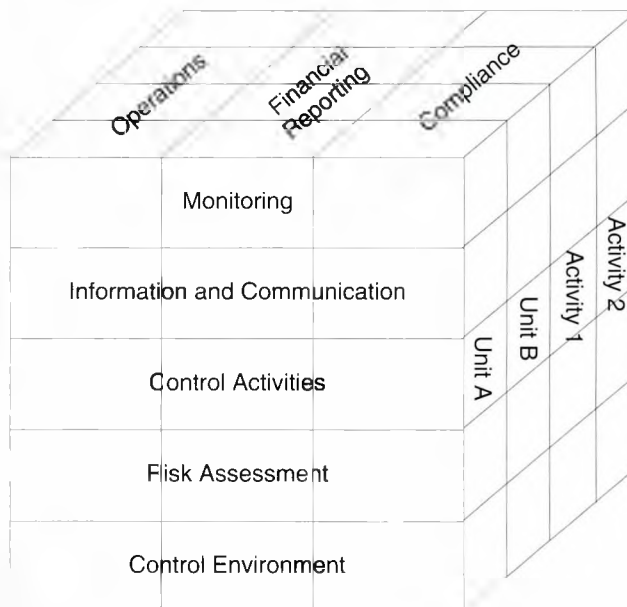 Operations
Financial
Reporting
Compliance
Monitoring
Information and Communication
Control Activities
Risk Assessment
Control Environment
Unit A
Unit B
Activity 1
Activity 2